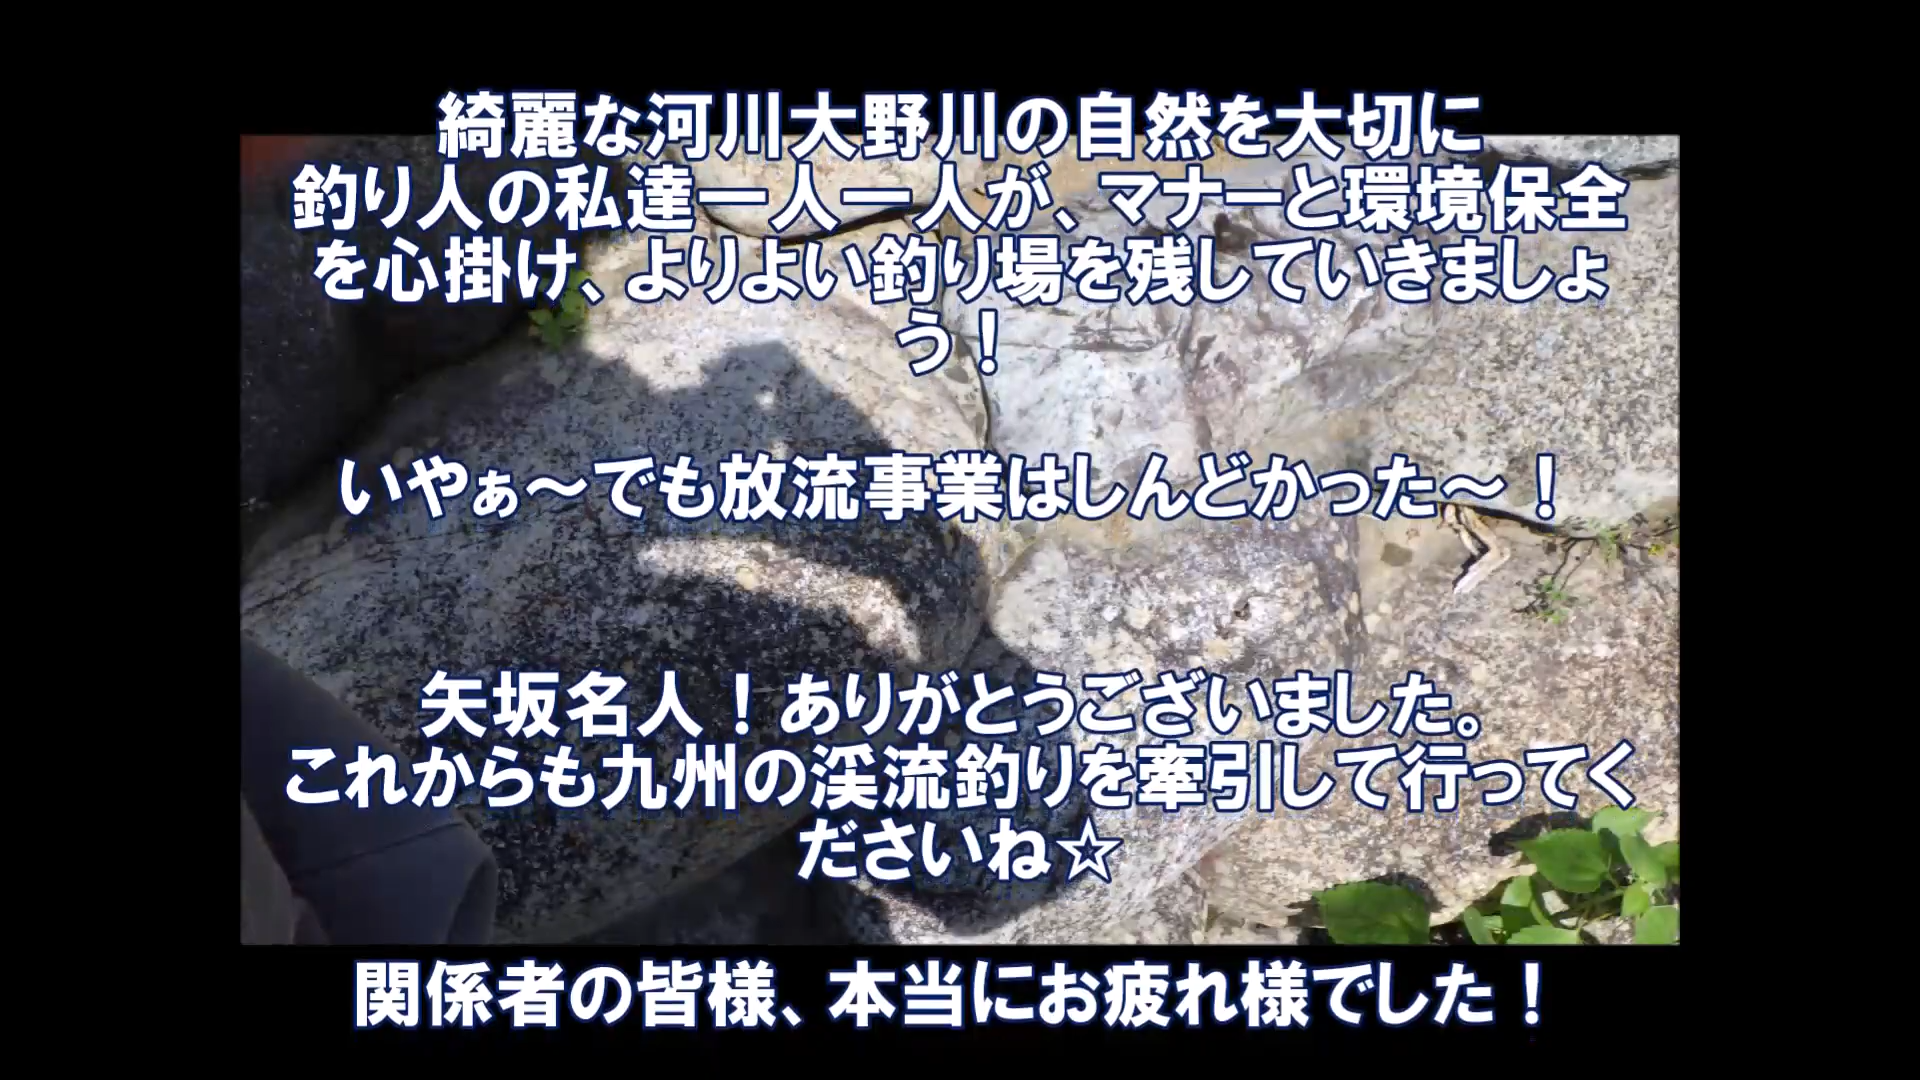 綺麗な河川大野川の自然を大切に
釣り人の私達一人一人が、マナーと環境保全
を心掛け、よりよい釣り場を残していきましょ
う！
いやぁ～でも放流事業はしんどかった～！
矢坂名人！ありがとうございました。
これからも九州の渓流釣りを牽引して行ってく
ださいね☆
関係者の皆様、本当にお疲れ様でした！